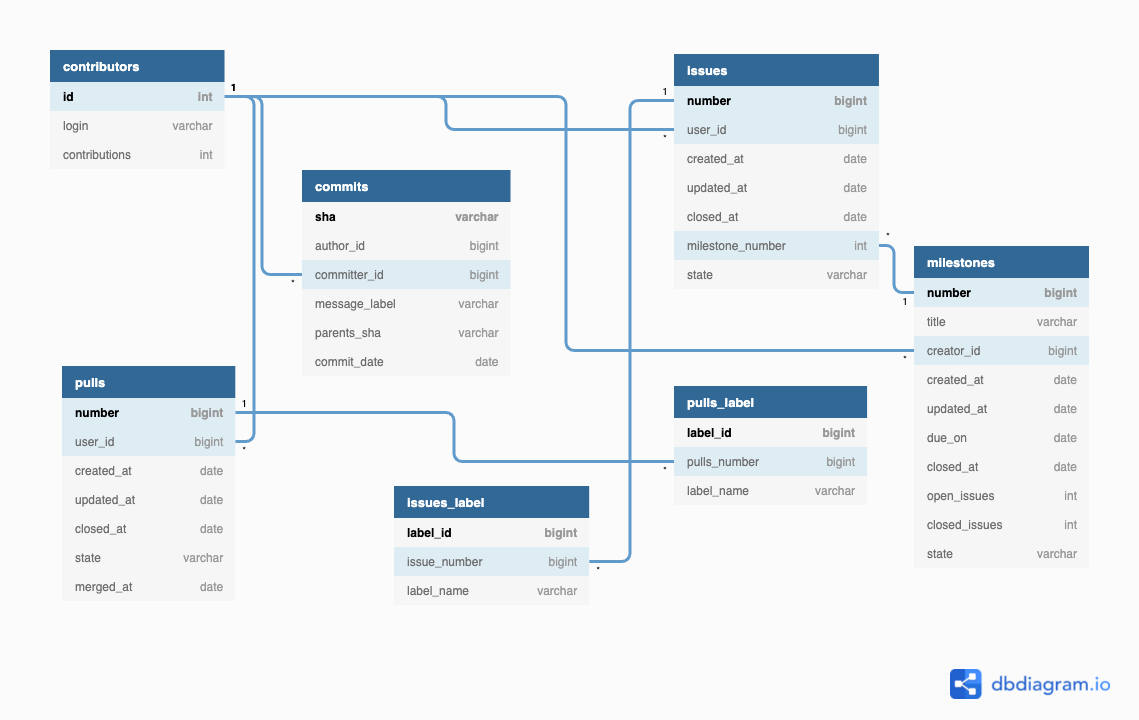 contributors
id int
login varchar
contributions int
1
commits
sha varchar
author_id bigint
committer_id bigint
message_label varchar
parents_sha varchar
commit_date date
*
issues
number bigint
user_id bigint
created_at date
updated_at date
closed_at date
milestone_number int
state varchar
1
*
*
milestones
number bigint
title varchar
creator_id bigint
created_at date
updated_at date
due_on date
closed_at date
open_issues int
closed_issues int
state varchar
1
*
pulls
number bigint
user_id bigint
created_at date
updated_at date
closed_at date
state varchar
merged_at date
1
*
pulls_label
label_id bigint
pulls_number bigint
label_name varchar
*
issues_label
label_id bigint
issue_number bigint
label_name varchar
*
dbdiagram.io